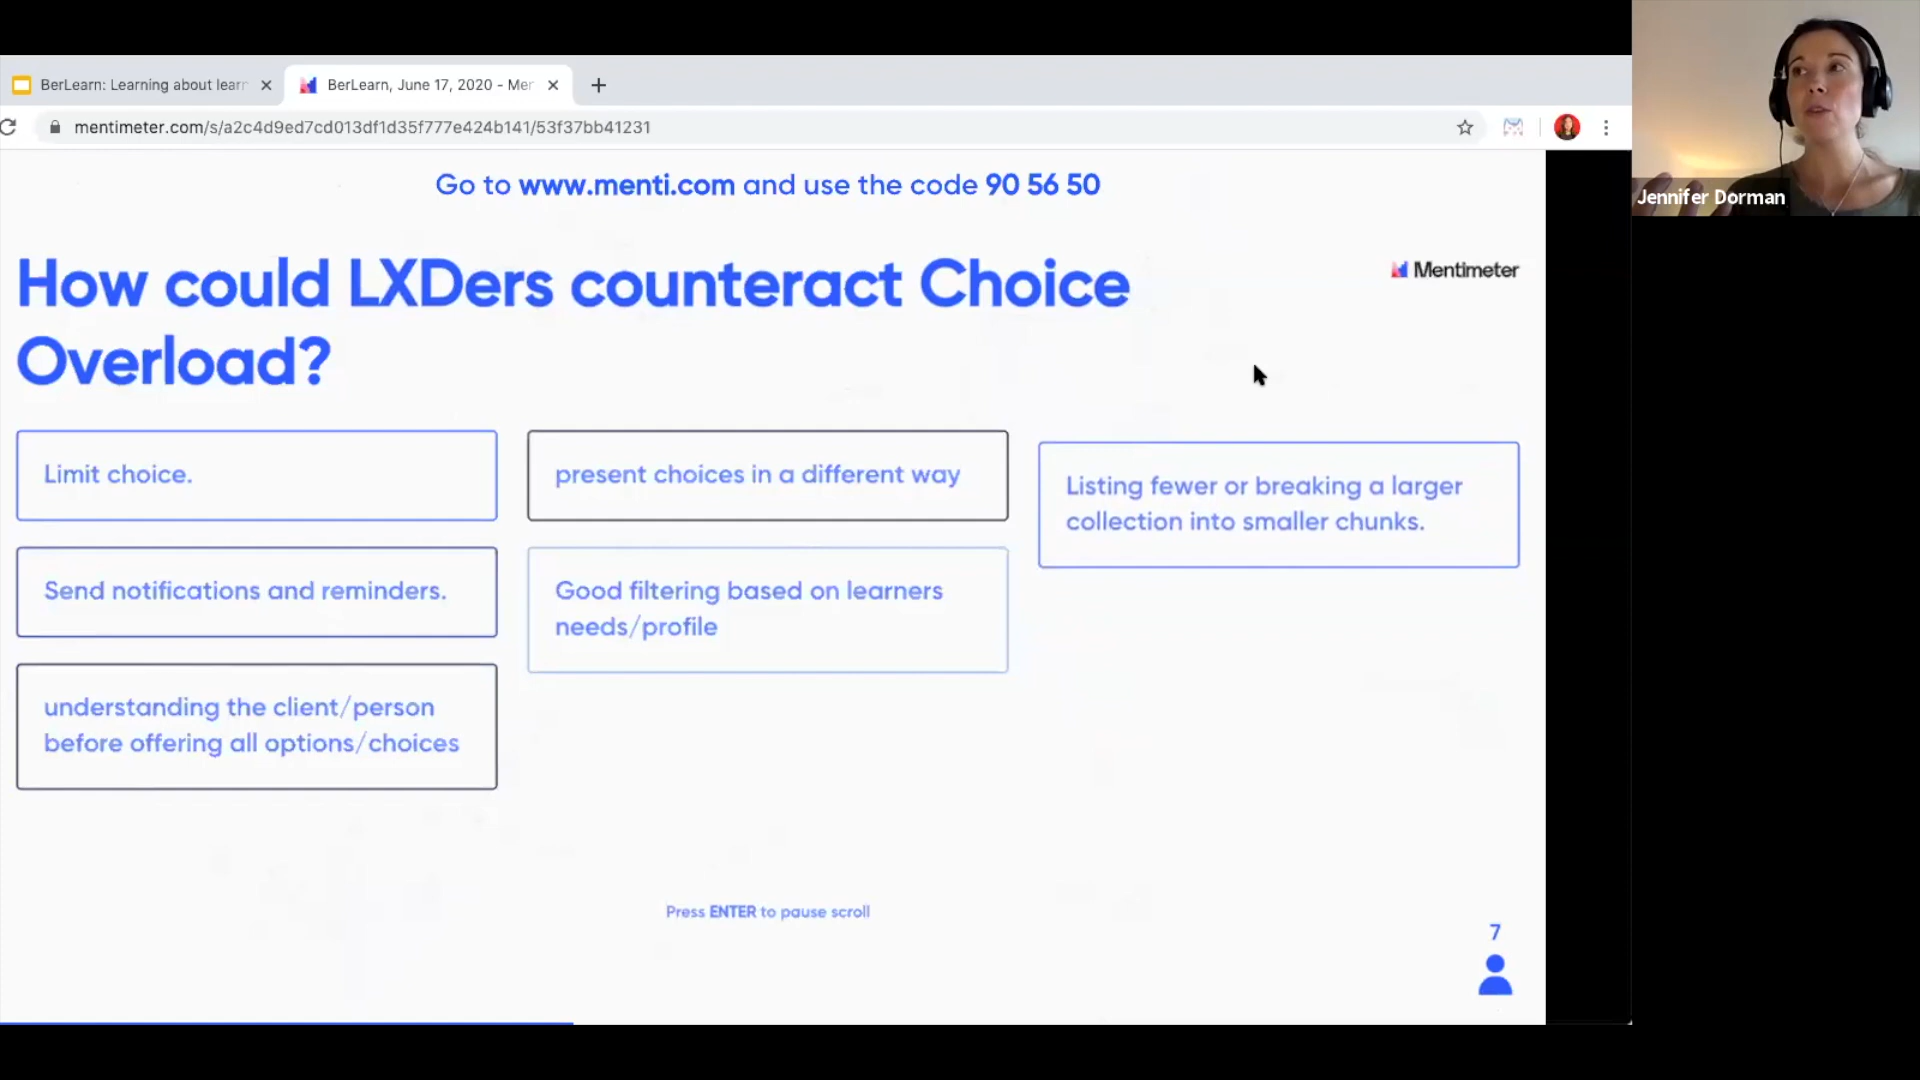 BerLearn: Learning about learn
BerLearn, June 17, 2020 - Men
mentimeter.com/s/a2c4d9ed7cd013df1d35f777e424b141/53f37bb41231
Jennifer Dorman
Go to www.menti.com and use the code 90 56 50
How could LXDers counteract Choice
Overload?
Mentimeter
Limit choice.
present choices in a different way
Listing fewer or breaking a larger
collection into smaller chunks.
Send notifications and reminders.
Good filtering based on learners
needs/profile
understanding the client/person
before offering all options/choices
Press ENTER to pause scroll
7